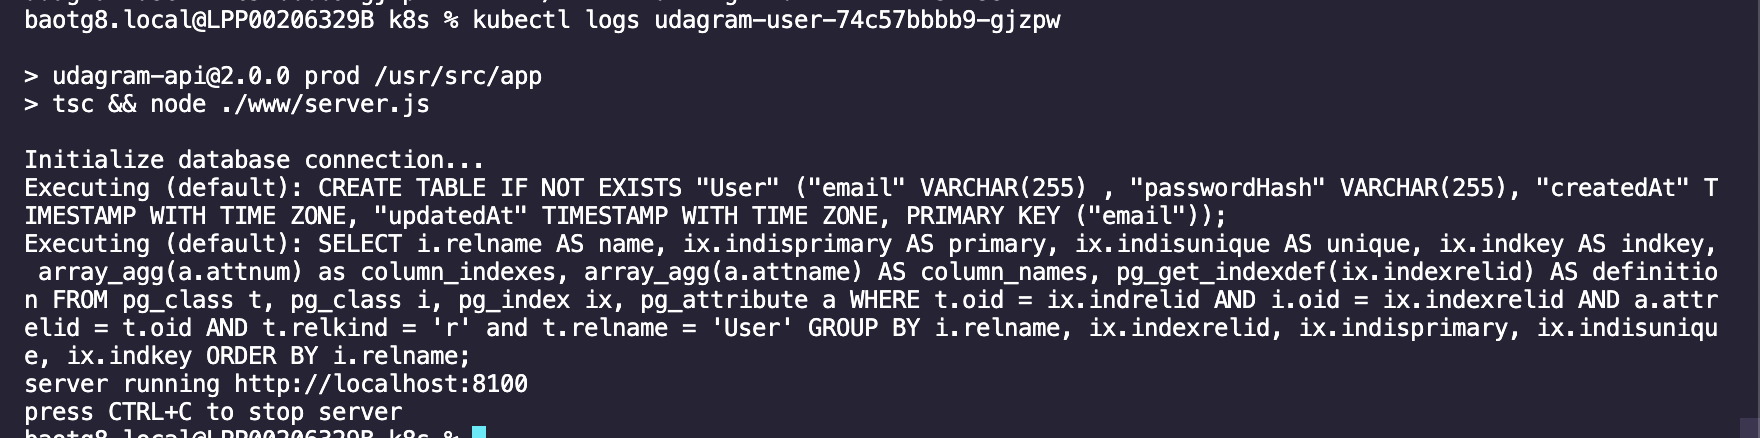 baotg8.local@LPP00206329B k8s % kubectl logs udagram-user-74c57bbbb9-gjzpw
> udagram-api@2.0.0 prod /usr/src/app
> tsc && node ./www/server.js
Initialize database connection...
Executing (default): CREATE TABLE IF NOT EXISTS "User" ("email" VARCHAR(255) , "passwordHash" VARCHAR(255), "createdAt" T
IMESTAMP WITH TIME ZONE, "updatedAt" TIMESTAMP WITH TIME ZONE, PRIMARY KEY ("email"));
Executing (default): SELECT i.relname AS name, ix.indisprimary AS primary, ix.indisunique AS unique, ix.indkey AS indkey,
 array_agg(a.attnum) as column_indexes, array_agg(a.attname) AS column_names, pg_get_indexdef(ix.indexrelid) AS definitio
n FROM pg_class t, pg_class i, pg_index ix, pg_attribute a WHERE t.oid = ix.indrelid AND i.oid = ix.indexrelid AND a.attr
elid = t.oid AND t.relkind = 'r' and t.relname = 'User' GROUP BY i.relname, ix.indexrelid, ix.indisprimary, ix.indisuniqu
e, ix.indkey ORDER BY i.relname;
server running http://localhost:8100
press CTRL+C to stop server
baotg8.local@LPP00206329B k8s %